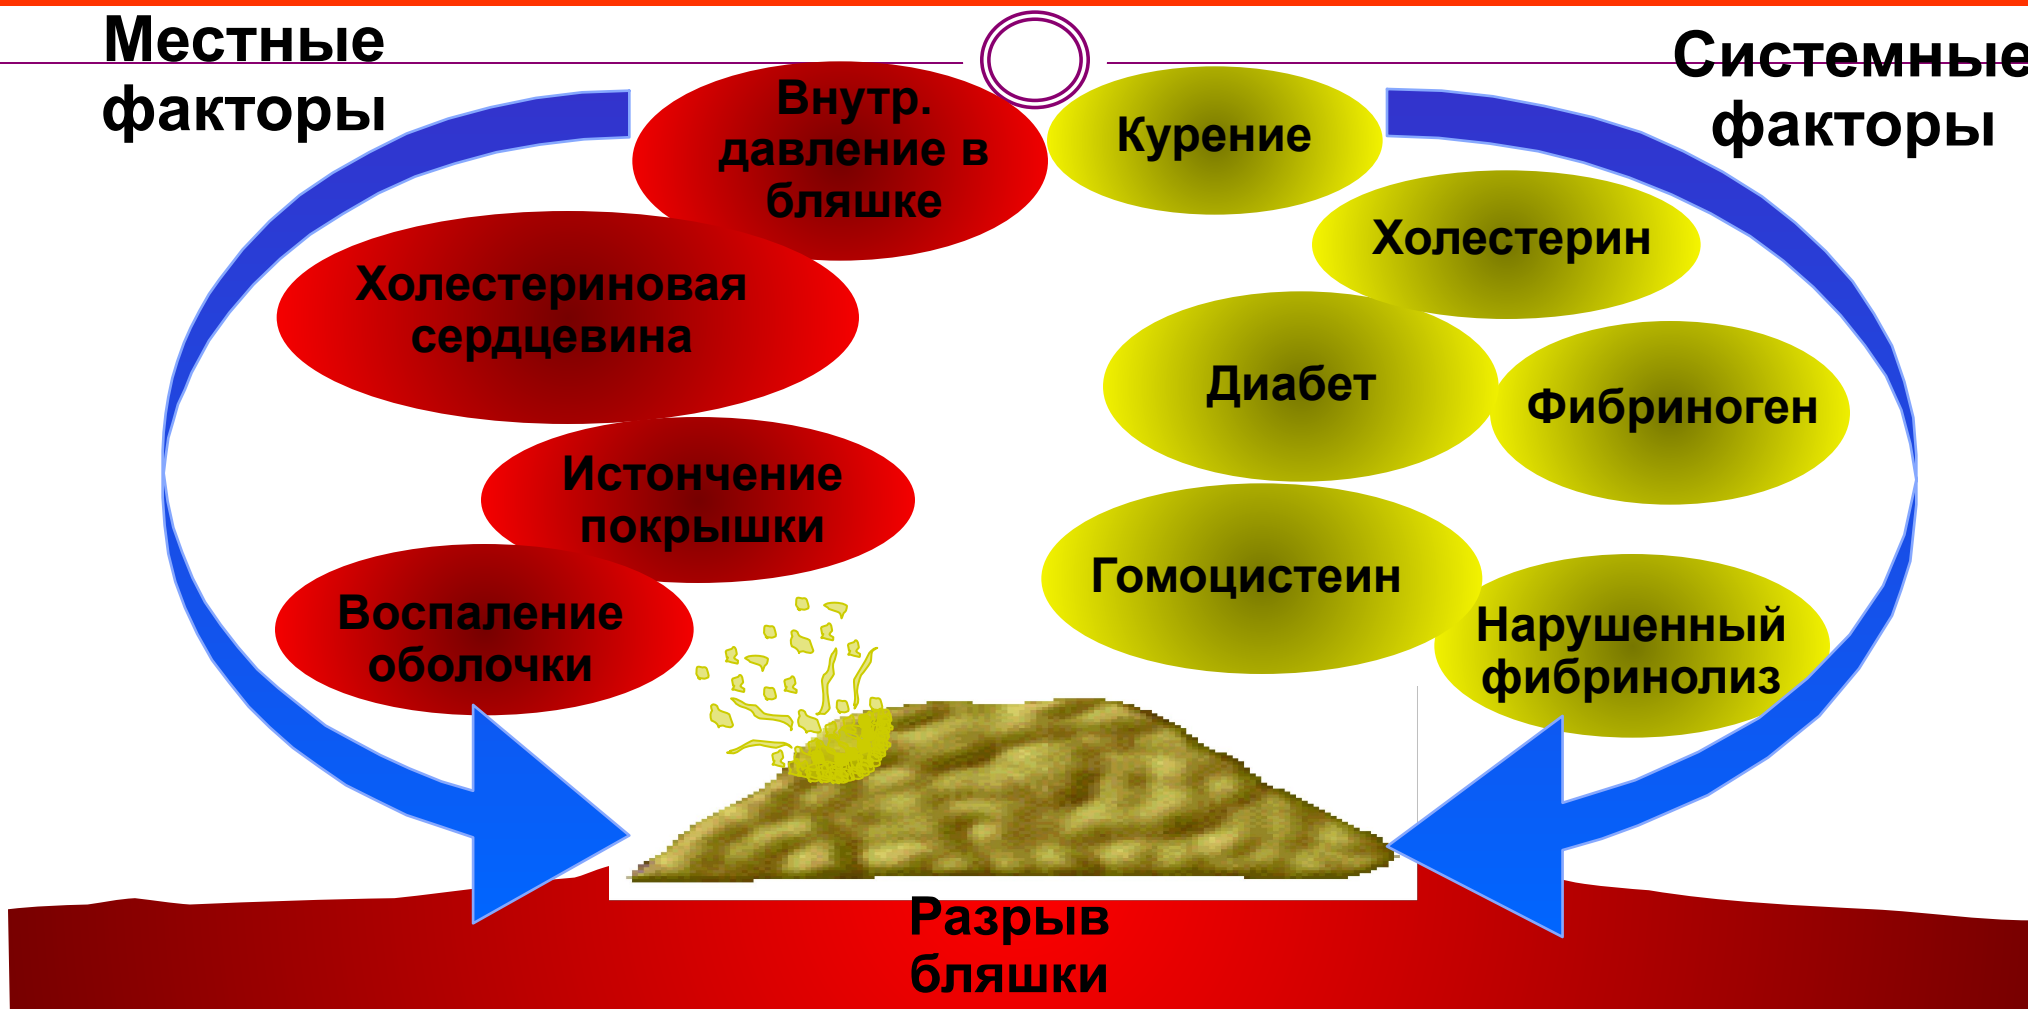 Местные
факторы
Внутр.
давление в
бляшке
Холестериновая
сердцевина
Истончение
покрышки
Воспаление
оболочки
Системные
факторы
Курение
Холестерин
Диабет
Фибриноген
Гомоцистеин
Нарушенный
фибринолиз
Разрыв
бляшки